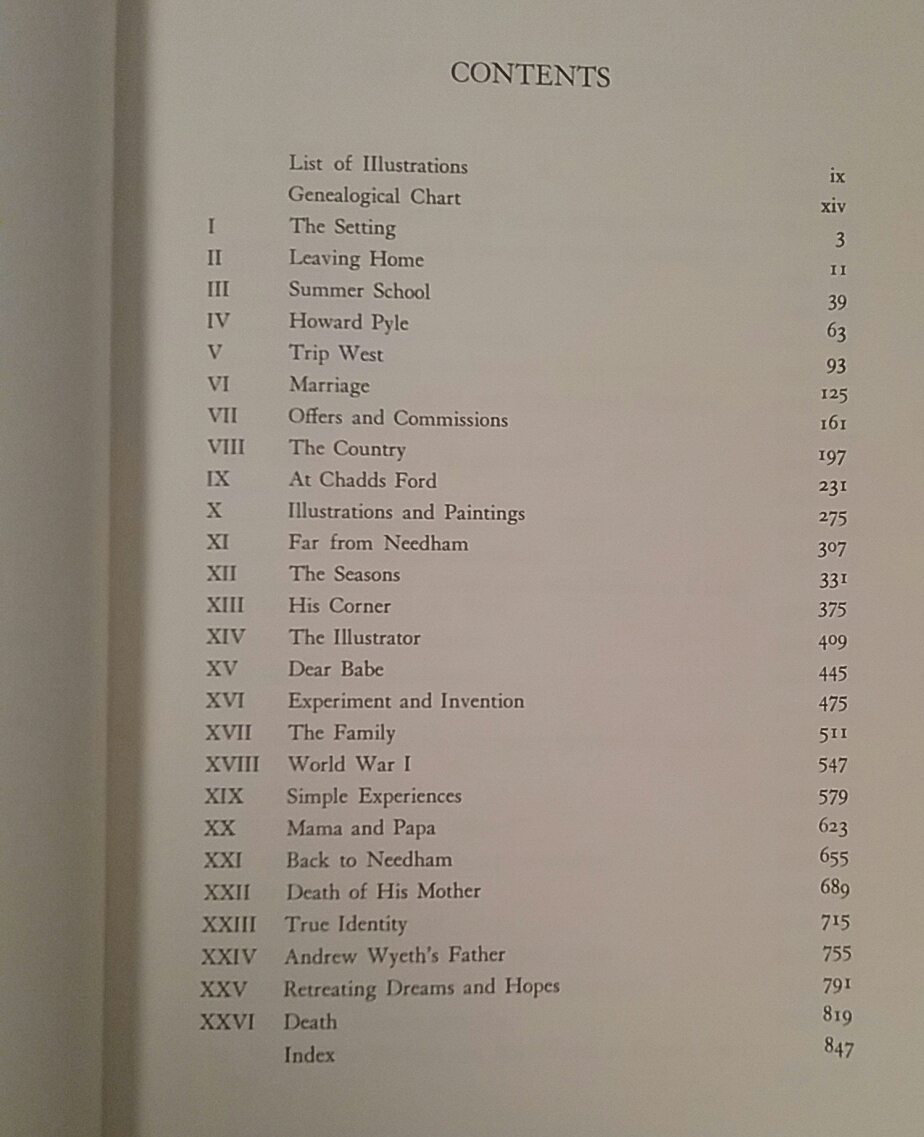 CONTENTS
List of Illustrations ix
Genealogical Chart xiv
I The Setting 3
II Leaving Home 11
III Summer School 39
IV Howard Pyle 63
V Trip West 93
VI Marriage 125
VII Offers and Commissions 161
VIII The Country 197
IX At Chadds Ford 231
X Illustrations and Paintings 275
XI Far from Needham 307
XII The Seasons 331
XIII His Corner 375
XIV The Illustrator 409
XV Dear Babe 445
XVI Experiment and Invention 475
XVII The Family 511
XVIII World War I 547
XIX Simple Experiences 579
XX Mama and Papa 623
XXI Back to Needham 655
XXII Death of His Mother 689
XXIII True Identity 715
XXIV Andrew Wyeth's Father 755
XXV Retreating Dreams and Hopes 791
XXVI Death 819
Index 847